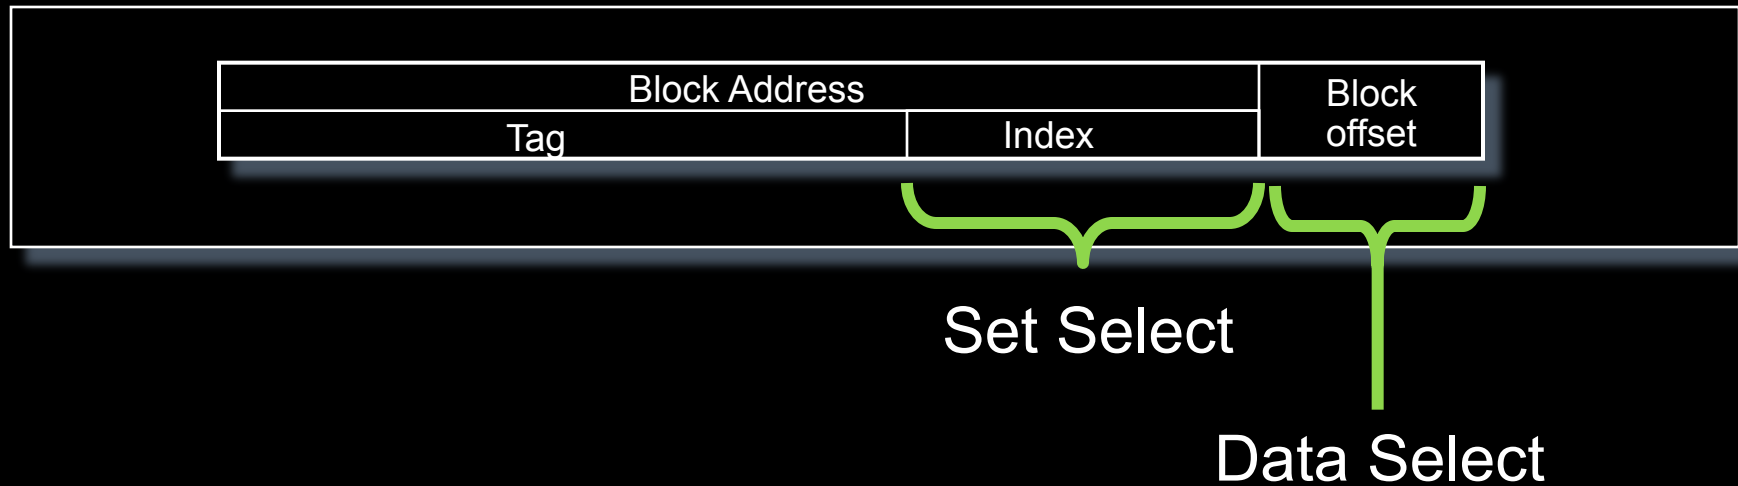 Block Address
Block
offset
Tag
Index
Set Select
Data Select